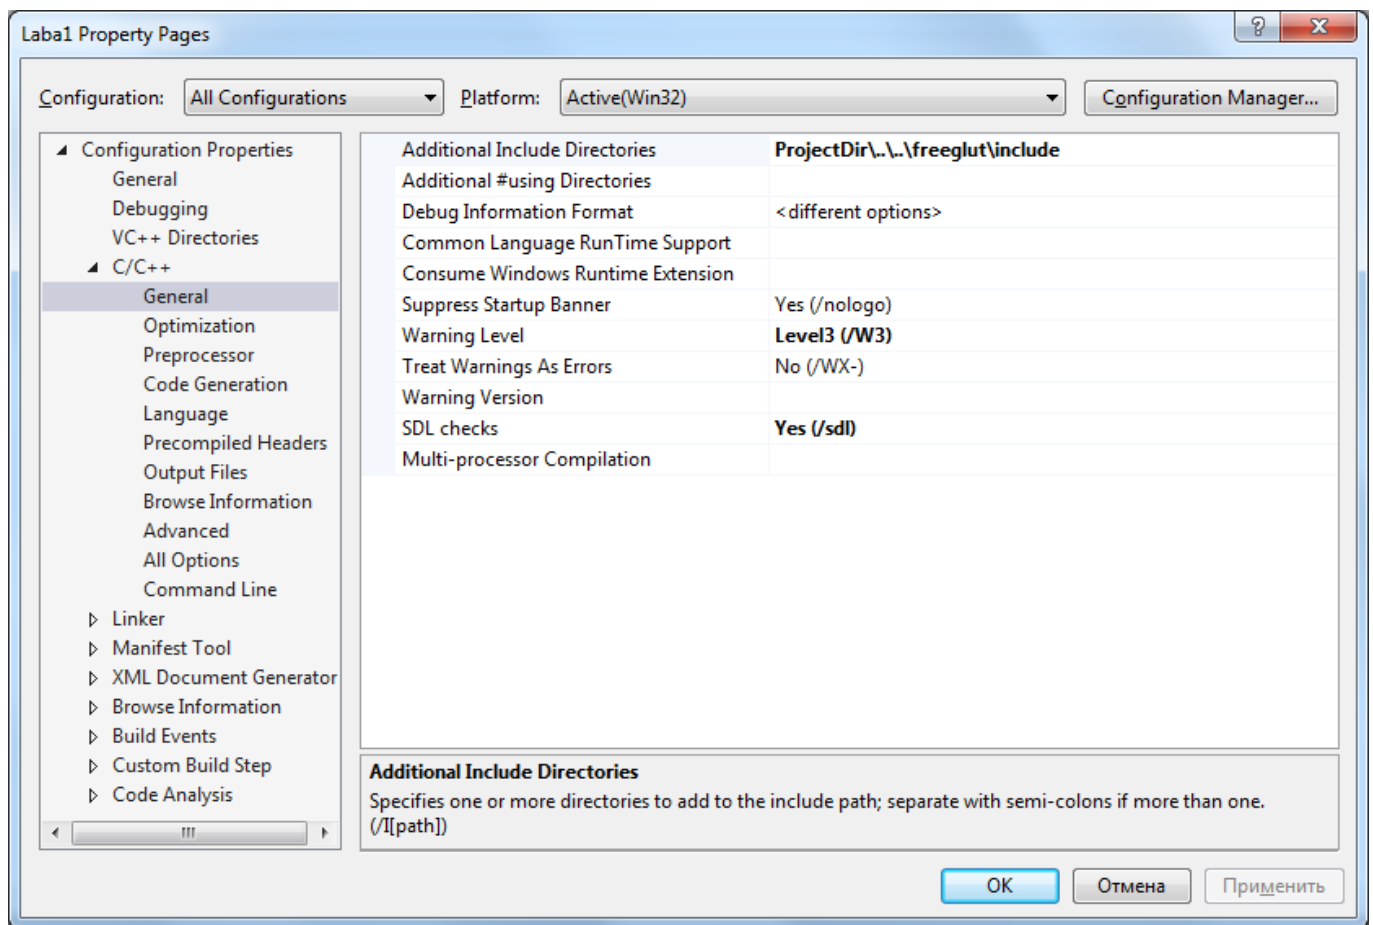 Laba1 Property Pages
Configuration: All Configurations Platform: Active(Win32) Configuration Manager...
Configuration Properties
General
Debugging
VC++ Directories
C/C++
General
Optimization
Preprocessor
Code Generation
Language
Precompiled Headers
Output Files
Browse Information
Advanced
All Options
Command Line
Linker
Manifest Tool
XML Document Generator
Browse Information
Build Events
Custom Build Step
Code Analysis
Additional Include Directories ProjectDir\..\..\freeglut\include
Additional #using Directories
Debug Information Format <different options>
Common Language RunTime Support
Consume Windows Runtime Extension
Suppress Startup Banner Yes (/nologo)
Warning Level Level3 (/W3)
Treat Warnings As Errors No (/WX-)
Warning Version
SDL checks Yes (/sdl)
Multi-processor Compilation
Additional Include Directories
Specifies one or more directories to add to the include path; separate with semi-colons if more than one.
(/I[path])
OK Отмена Применить